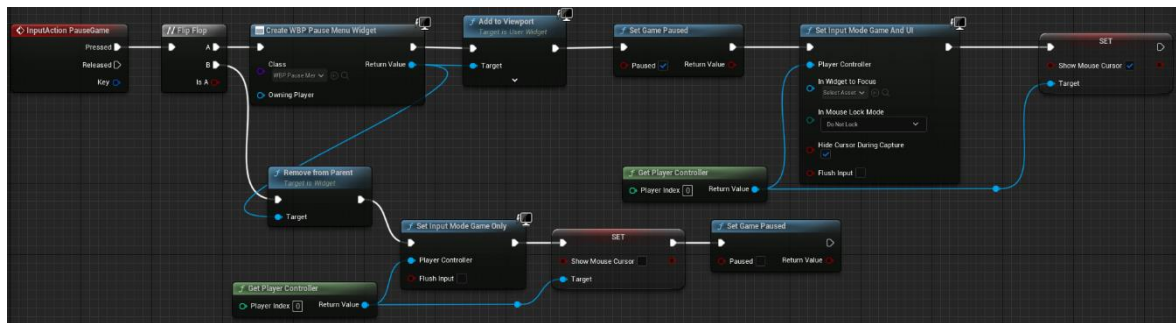 InputAction PauseGame
Pressed
Released
Key
Flip Flop
A
B
Is A
Create WBP Pause Menu Widget
Class
Return Value
WBP Pause Mer
Owning Player
Add to Viewport
Target is User Widget
Target
Set Game Paused
Paused
Return Value
Set Input Mode Game And UI
Player Controller
In Widget to Focus
Select Asset
In Mouse Lock Mode
Do Not Lock
Hide Cursor During Capture
Flush Input
SET
Show Mouse Cursor
Target
Get Player Controller
Player Index 0
Return Value
Remove from Parent
Target is Widget
Target
Set Input Mode Game Only
Player Controller
Flush Input
SET
Show Mouse Cursor
Target
Set Game Paused
Paused
Return Value
Get Player Controller
Player Index 0
Return Value